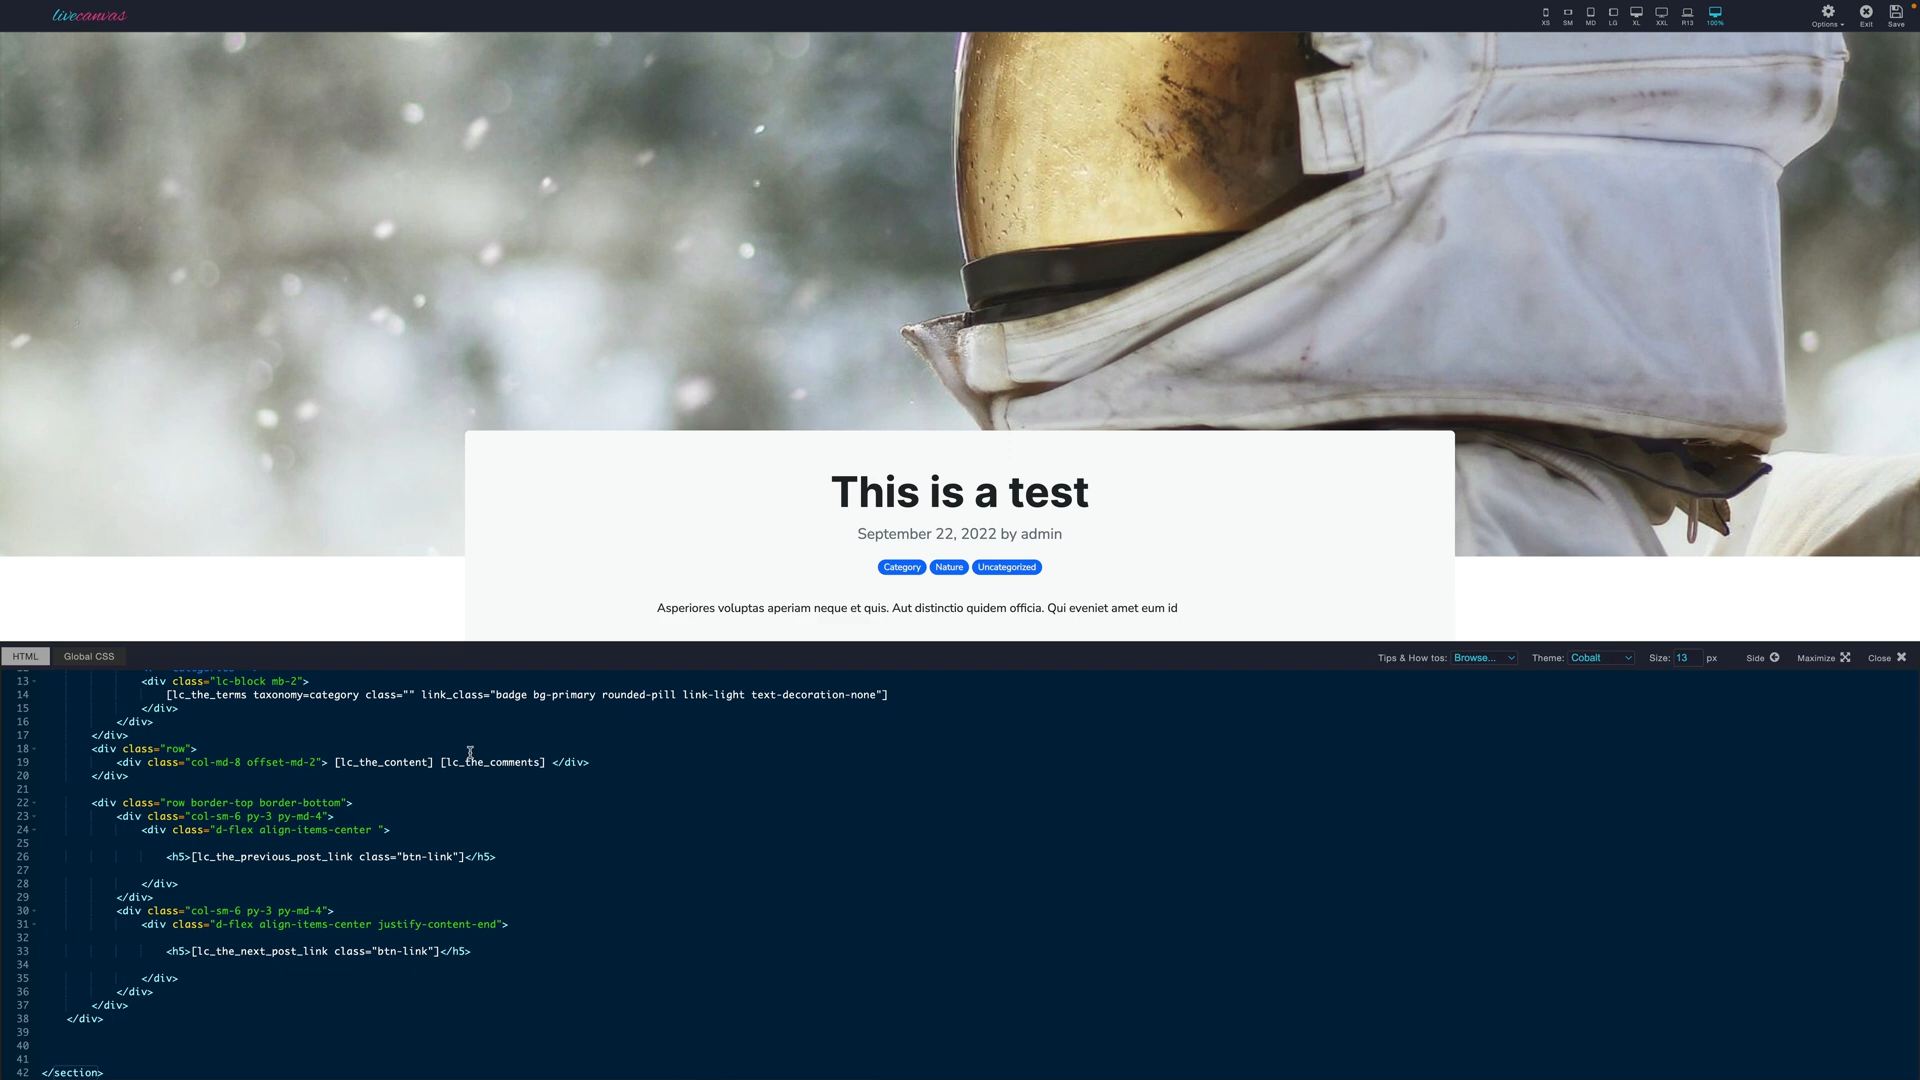 livecanvas
XS SM MD LG XL XXL R13 100% Options Exit Save
This is a test
September 22, 2022 by admin
Category Nature Uncategorized
Asperiores voluptas aperiam neque et quis. Aut distinctio quidem officia. Qui eveniet amet eum id
HTML Global CSS Tips & How tos: Browse... Theme: Cobalt Size: 13 px Side Maximize Close
13 <div class="lc-block mb-2">
14 [lc_the_terms taxonomy=category class="" link_class="badge bg-primary rounded-pill link-light text-decoration-none"]
15 </div>
16 </div>
17 </div>
18 <div class="row">
19 <div class="col-md-8 offset-md-2"> [lc_the_content] [lc_the_comments] </div>
20 </div>
21
22 <div class="row border-top border-bottom">
23 <div class="col-sm-6 py-3 py-md-4">
24 <div class="d-flex align-items-center ">
25
26 <h5>[lc_the_previous_post_link class="btn-link"]</h5>
27
28 </div>
29 </div>
30 <div class="col-sm-6 py-3 py-md-4">
31 <div class="d-flex align-items-center justify-content-end">
32
33 <h5>[lc_the_next_post_link class="btn-link"]</h5>
34
35 </div>
36 </div>
37 </div>
38 </div>
39
40
41
42 </section>